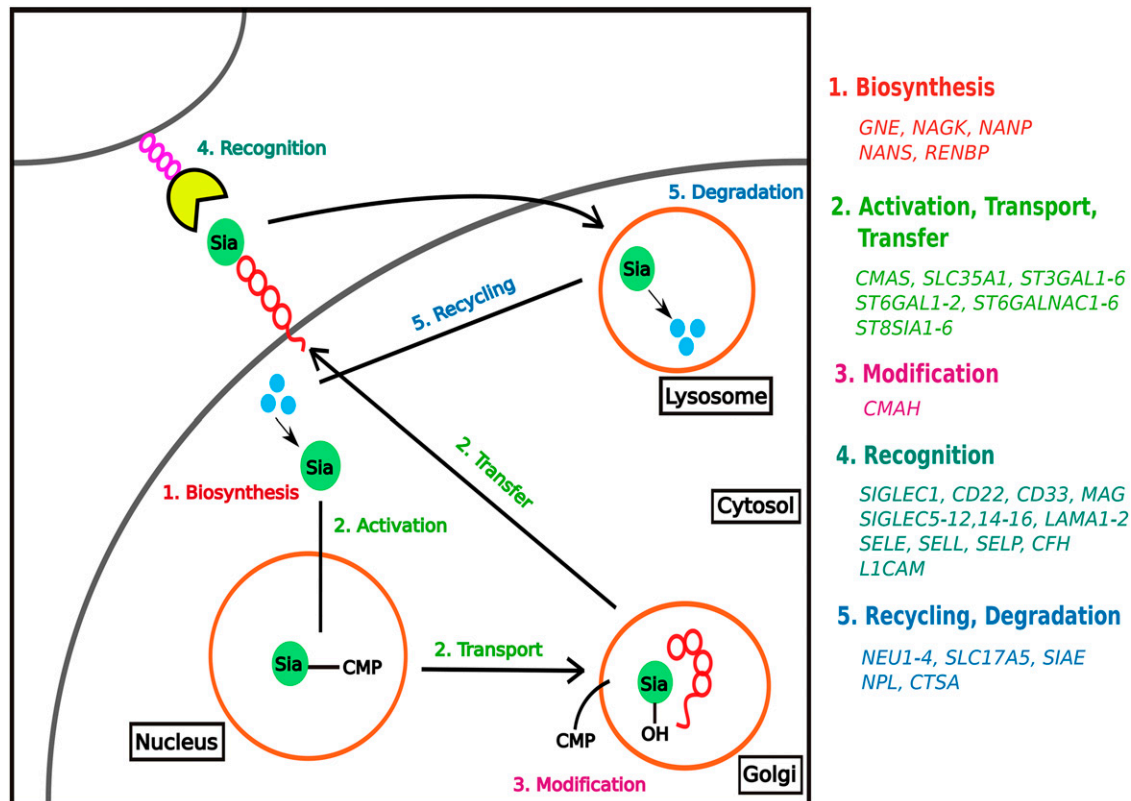 4. Recognition
Sia
5. Degradation
Sia
5. Recycling
Lysosome
Sia
1. Biosynthesis
2. Activation
2. Transfer
Cytosol
Sia
CMP
2. Transport
Nucleus
Sia
OH
CMP
3. Modification
Golgi
1. Biosynthesis
GNE, NAGK, NANP
NANS, RENBP
2. Activation, Transport,
Transfer
CMAS, SLC35A1, ST3GAL1-6
ST6GAL1-2, ST6GALNAC1-6
ST8SIA1-6
3. Modification
CMAH
4. Recognition
SIGLEC1, CD22, CD33, MAG
SIGLEC5-12,14-16, LAMA1-2
SELE, SELL, SELP, CFH
L1CAM
5. Recycling, Degradation
NEU1-4, SLC17A5, SIAE
NPL, CTSA